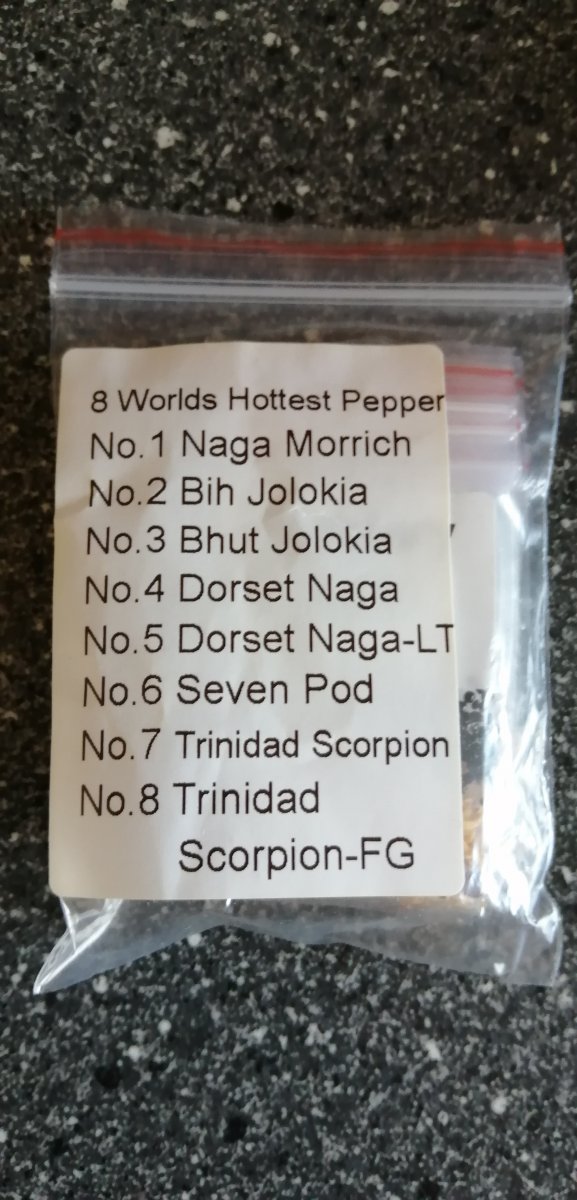 8 Worlds Hottest Pepper
No.1 Naga Morrich
No.2 Bih Jolokia
No.3 Bhut Jolokia
No.4 Dorset Naga
No.5 Dorset Naga-LT
No.6 Seven Pod
No.7 Trinidad Scorpion
No.8 Trinidad
Scorpion-FG